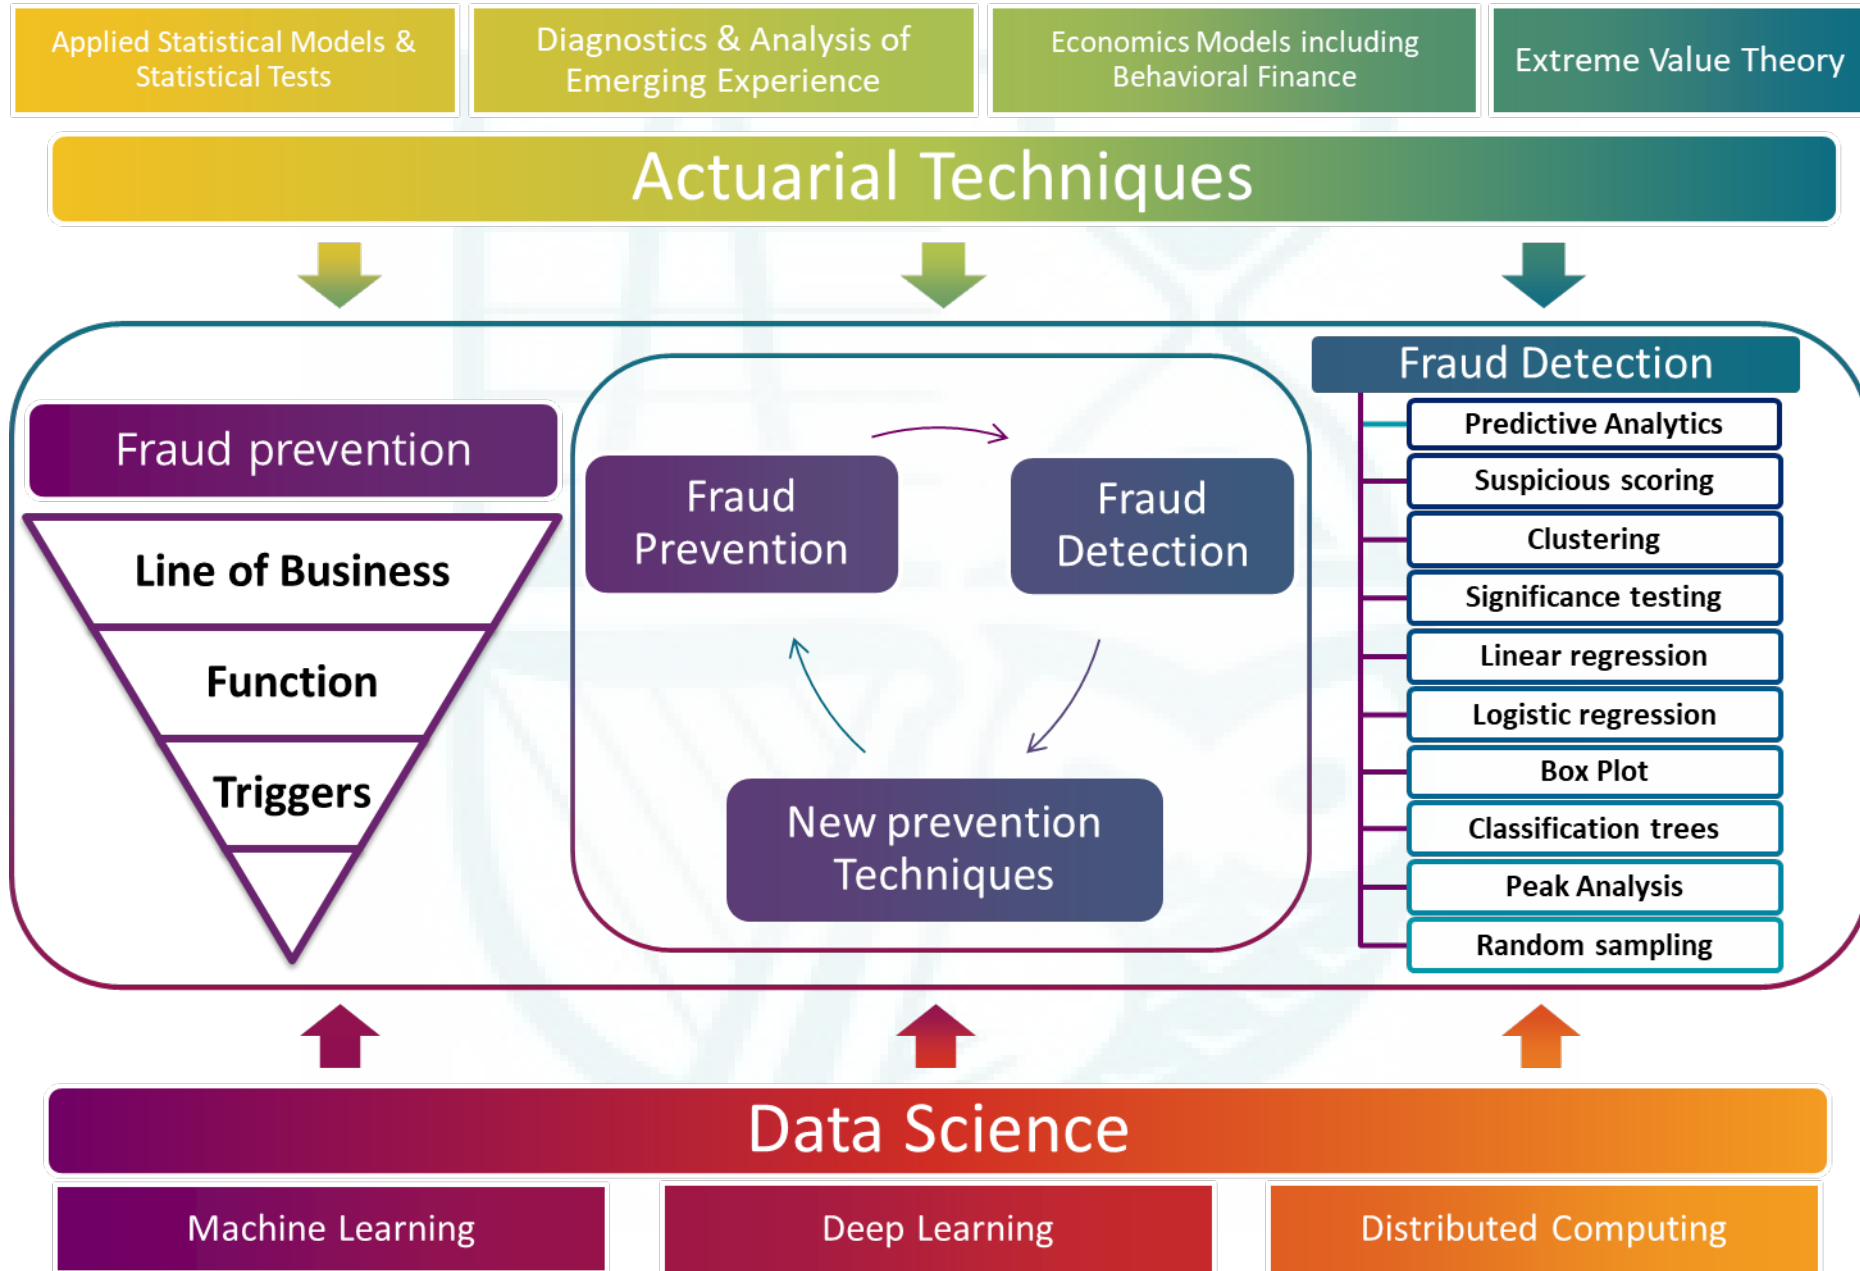 Applied Statistical Models &
Statistical Tests
Diagnostics & Analysis of
Emerging Experience
Economics Models including
Behavioral Finance
Extreme Value Theory
Actuarial Techniques
Fraud prevention
Line of Business
Function
Triggers
Fraud
Prevention
Fraud
Detection
New prevention
Techniques
Fraud Detection
Predictive Analytics
Suspicious scoring
Clustering
Significance testing
Linear regression
Logistic regression
Box Plot
Classification trees
Peak Analysis
Random sampling
Data Science
Machine Learning
Deep Learning
Distributed Computing